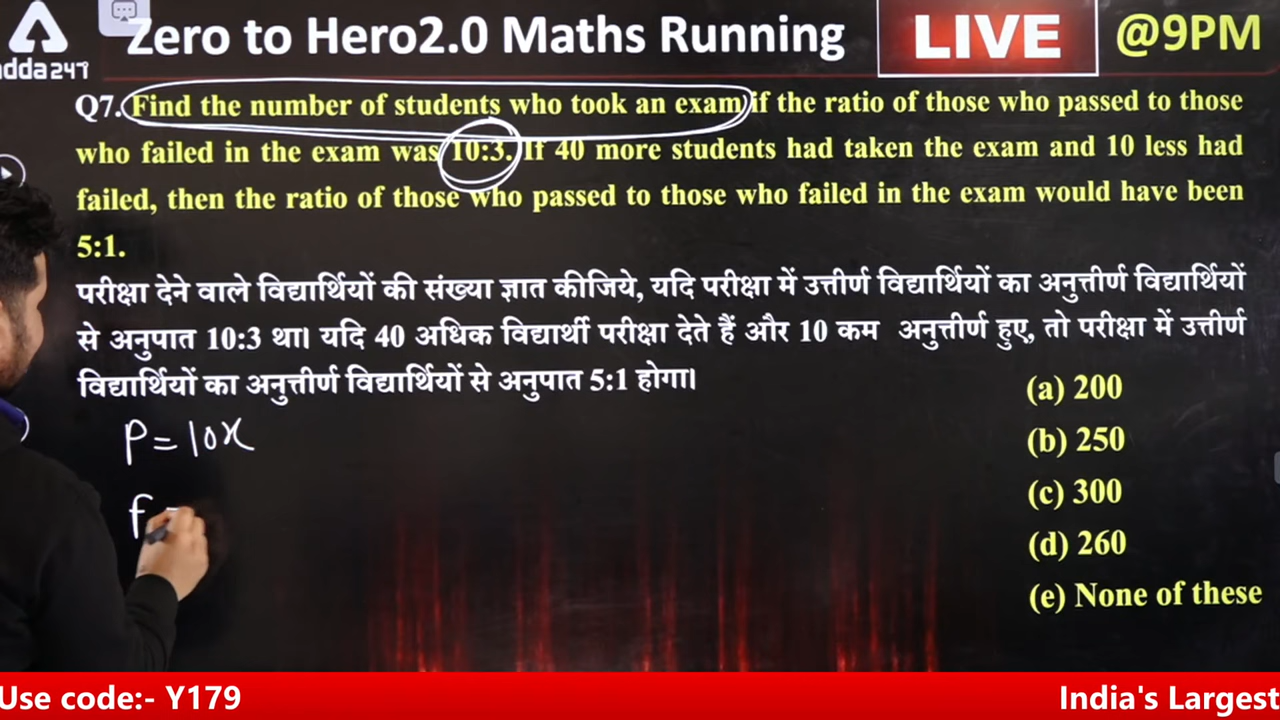 Zero to Hero2.0 Maths Running LIVE @9PM
adda247
Q7. Find the number of students who took an exam if the ratio of those who passed to those
who failed in the exam was 10:3. If 40 more students had taken the exam and 10 less had
failed, then the ratio of those who passed to those who failed in the exam would have been
5:1.
परीक्षा देने वाले विद्यार्थियों की संख्या ज्ञात कीजिये, यदि परीक्षा में उत्तीर्ण विद्यार्थियों का अनुत्तीर्ण विद्यार्थियों
से अनुपात 10:3 था। यदि 40 अधिक विद्यार्थी परीक्षा देते हैं और 10 कम अनुत्तीर्ण हुए, तो परीक्षा में उत्तीर्ण
विद्यार्थियों का अनुत्तीर्ण विद्यार्थियों से अनुपात 5:1 होगा।
(a) 200
(b) 250
(c) 300
(d) 260
(e) None of these
P=10x
f =
Use code:- Y179
India's Largest